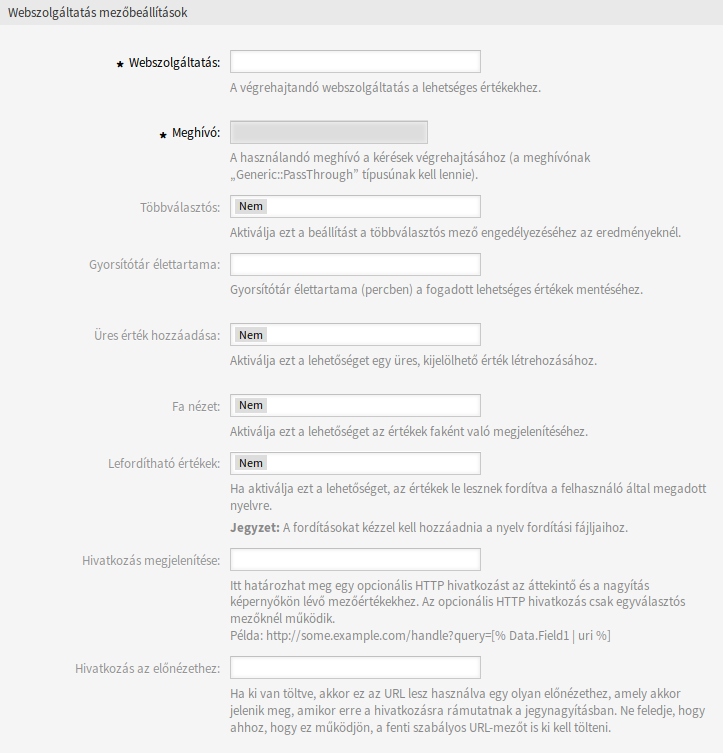 Webszolgáltatás mezőbeállítások
★ Webszolgáltatás:
A végrehajtandó webszolgáltatás a lehetséges értékekhez.
★ Meghívó:
A használandó meghívó a kérések végrehajtásához (a meghívónak
„Generic::PassThrough” típusúnak kell lennie).
Többválasztós: Nem
Aktiválja ezt a beállítást a többválasztós mező engedélyezéséhez az eredményeknél.
Gyorsítótár élettartama:
Gyorsítótár élettartama (percben) a fogadott lehetséges értékek mentéséhez.
Üres érték hozzáadása: Nem
Aktiválja ezt a lehetőséget egy üres, kijelölhető érték létrehozásához.
Fa nézet: Nem
Aktiválja ezt a lehetőséget az értékek faként való megjelenítéséhez.
Lefordítható értékek: Nem
Ha aktiválja ezt a lehetőséget, az értékek le lesznek fordítva a felhasználó által megadott
nyelvre.
Jegyzet: A fordításokat kézzel kell hozzáadnia a nyelv fordítási fájljaihoz.
Hivatkozás megjelenítése:
Itt határozhat meg egy opcionális HTTP hivatkozást az áttekintő és a nagyítás
képernyőkön lévő mezőértékekhez. Az opcionális HTTP hivatkozás csak egyválasztós
mezőknél működik.
Példa: http://some.example.com/handle?query=[% Data.Field1 | uri %]
Hivatkozás az előnézethez:
Ha ki van töltve, akkor ez az URL lesz használva egy olyan előnézethez, amely akkor
jelenik meg, amikor erre a hivatkozásra rámutatnak a jegynagyításban. Ne feledje, hogy
ahhoz, hogy ez működjön, a fenti szabályos URL-mezőt is ki kell tölteni.